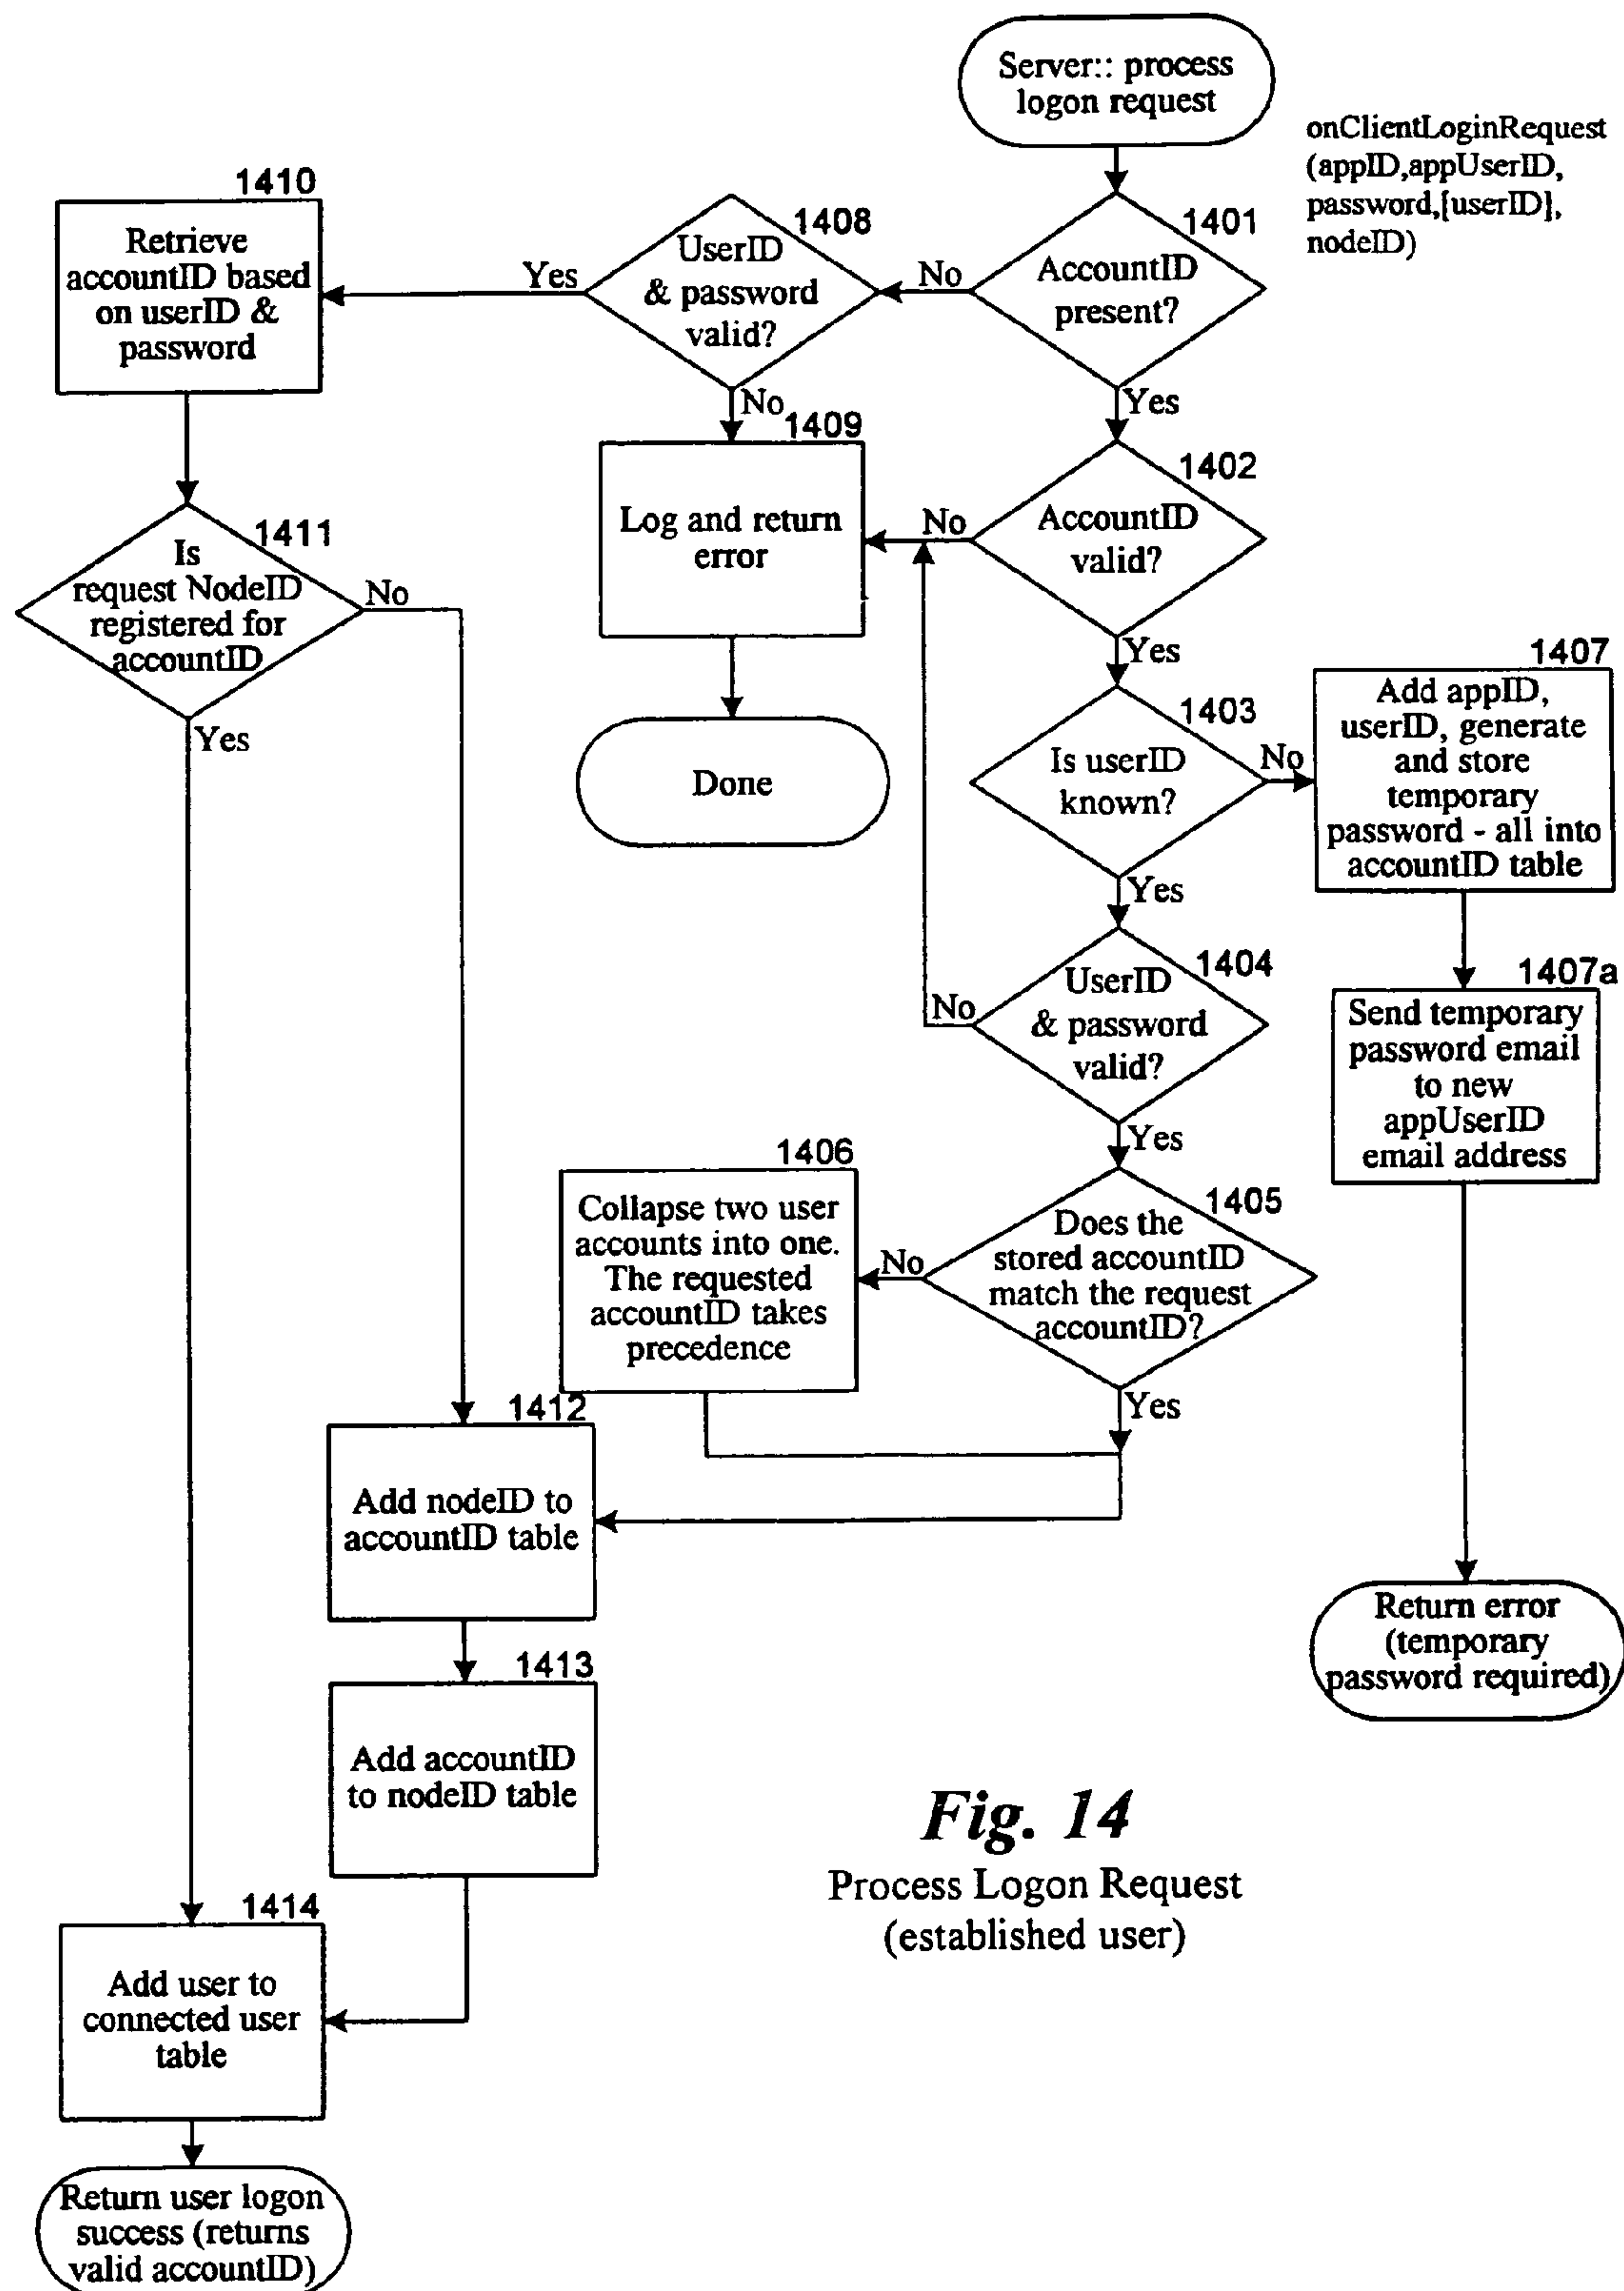 Server:: process
logon request
onClientLoginRequest
(appID,appUserID,
password,[userID],
nodeID)
1401
AccountID
present?
No
Yes
1408
UserID
& password
valid?
Yes
No
1410
Retrieve
accountID based
on userID &
password
1409
Log and return
error
Done
1402
AccountID
valid?
No
Yes
1411
Is
request NodeID
registered for
accountID
No
Yes
1403
Is userID
known?
No
Yes
1407
Add appID,
userID, generate
and store
temporary
password - all into
accountID table
1404
UserID
& password
valid?
No
Yes
1407a
Send temporary
password email
to new
appUserID
email address
1405
Does the
stored accountID
match the request
accountID?
No
Yes
1406
Collapse two user
accounts into one.
The requested
accountID takes
precedence
1412
Add nodeID to
accountID table
Return error
(temporary
password required)
1413
Add accountID
to nodeID table
1414
Add user to
connected user
table
Return user logon
success (returns
valid accountID)
Fig. 14
Process Logon Request
(established user)